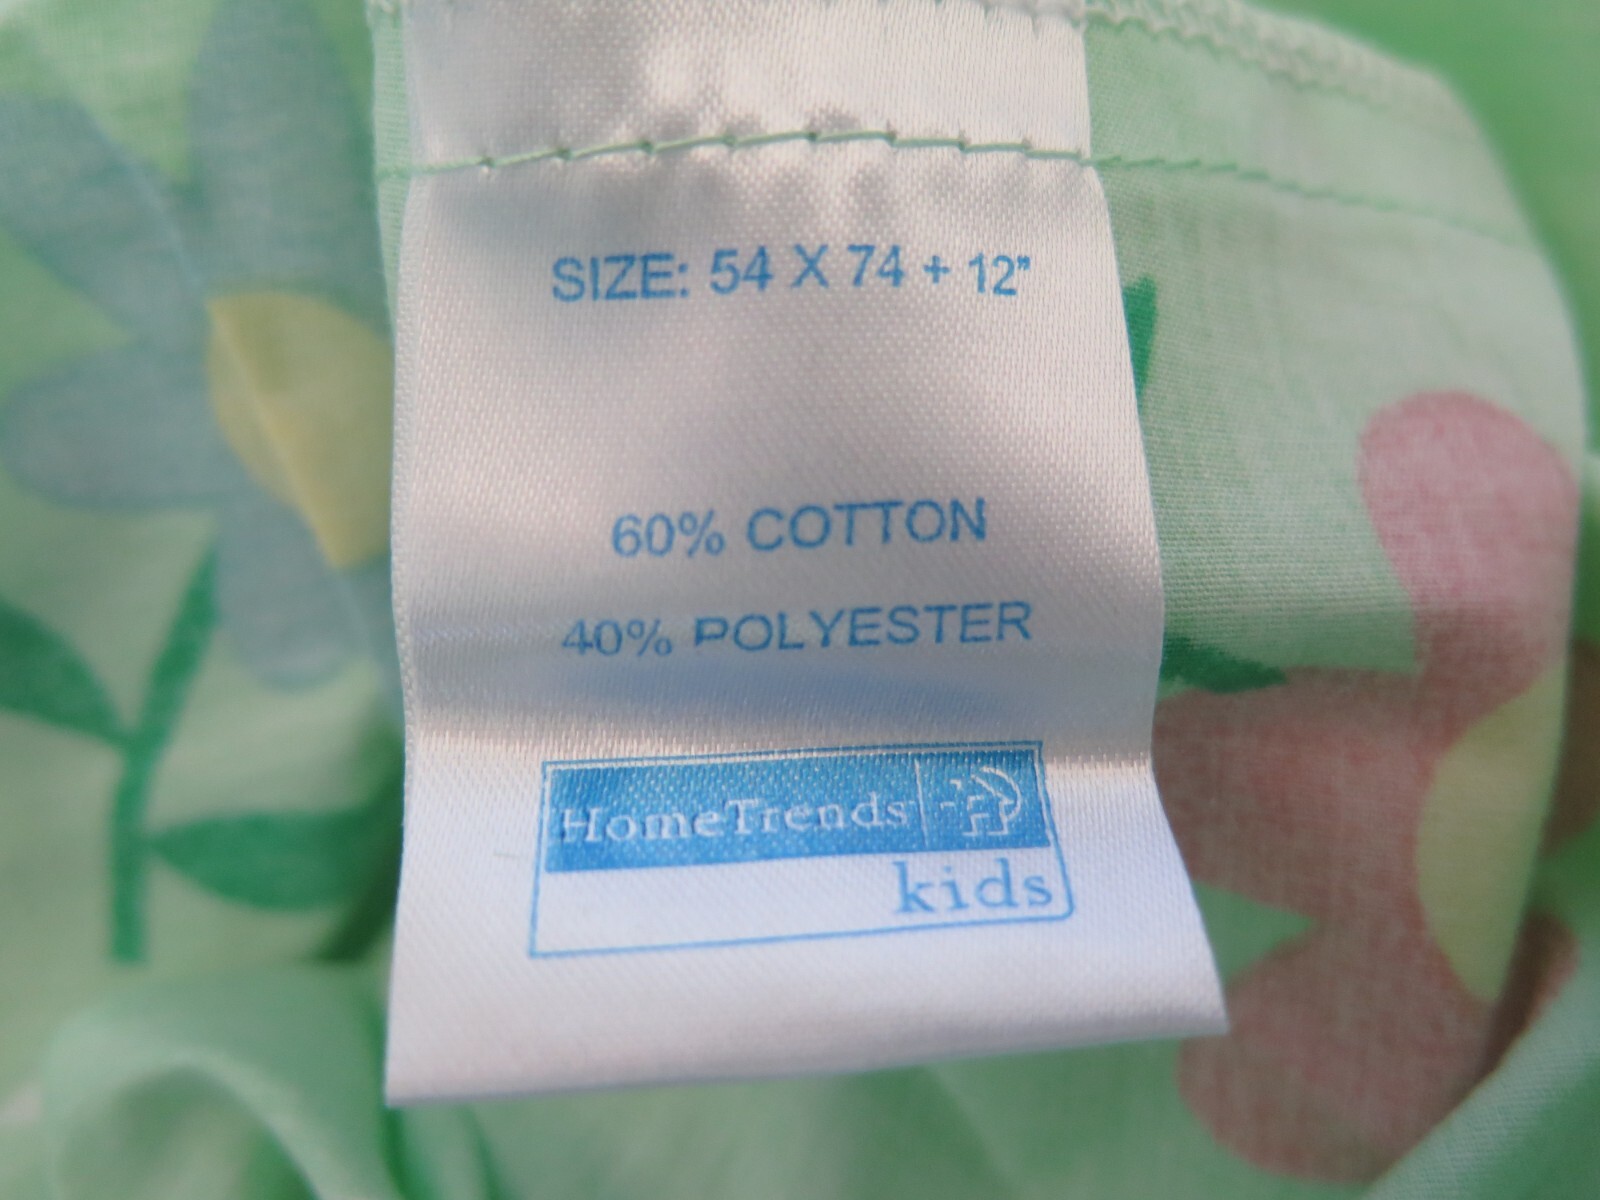 SIZE: 54 X 74 + 12”
60% COTTON
40% POLYESTER
HomeTrends
kids